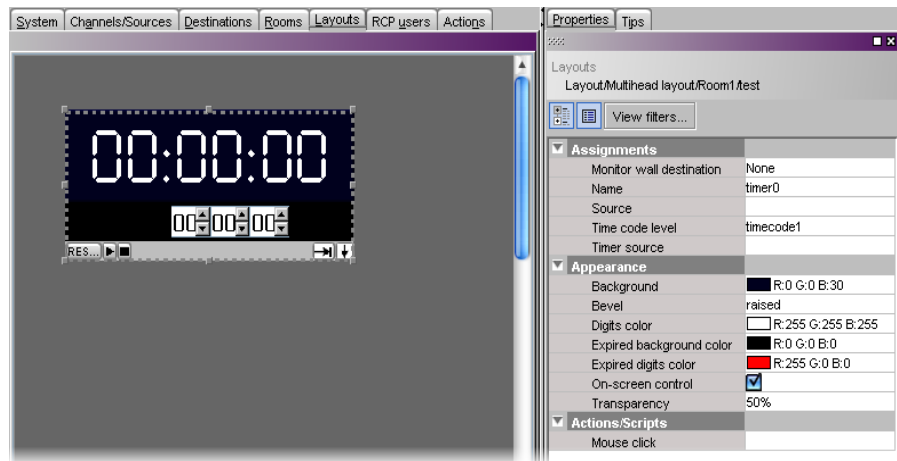 System Channels/Sources Destinations Rooms Layouts RCP users Actions
00:00:00
00 00 00
RES...
Properties Tips
Layouts
Layout/Multihead layout/Room1/test
View filters...
Assignments
Monitor wall destination None
Name timer0
Source
Time code level timecode1
Timer source
Appearance
Background R:0 G:0 B:30
Bevel raised
Digits color R:255 G:255 B:255
Expired background color R:0 G:0 B:0
Expired digits color R:255 G:0 B:0
On-screen control
Transparency 50%
Actions/Scripts
Mouse click